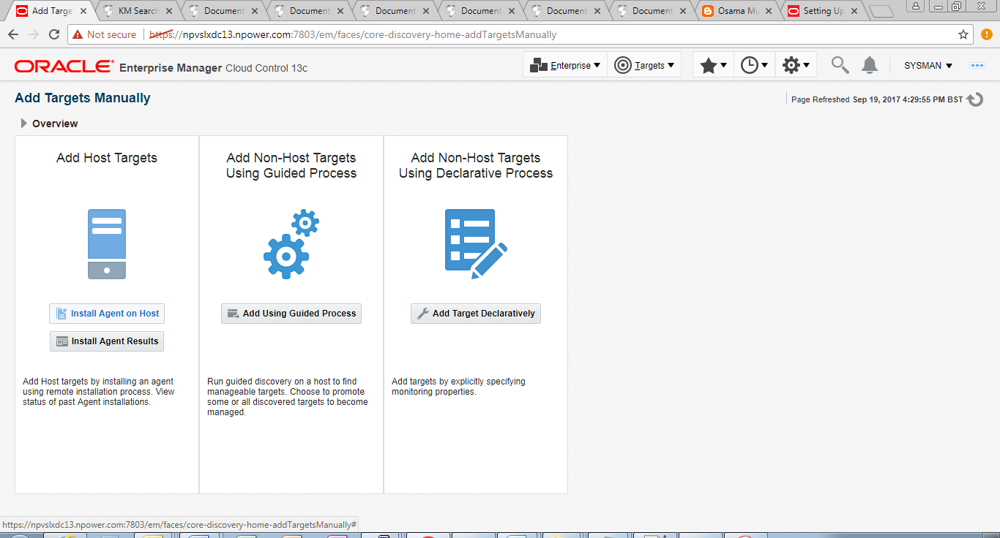 Add Targe
KM Search
Document
Document
Document
Document
Document
Document
Osama Mu
Setting Up
Not secure
https://npvslxdc13.npower.com:7803/em/faces/core-discovery-home-addTargetsManually
ORACLE Enterprise Manager Cloud Control 13c
Enterprise
Targets
SYSMAN
Add Targets Manually
Page Refreshed Sep 19, 2017 4:29:55 PM BST
Overview
Add Host Targets
Install Agent on Host
Install Agent Results
Add Host targets by installing an agent
using remote installation process. View
status of past Agent installations.
Add Non-Host Targets
Using Guided Process
Add Using Guided Process
Run guided discovery on a host to find
manageable targets. Choose to promote
some or all discovered targets to become
managed.
Add Non-Host Targets
Using Declarative Process
Add Target Declaratively
Add targets by explicitly specifying
monitoring properties.
https://npvslxdc13.npower.com:7803/em/faces/core-discovery-home-addTargetsManually#